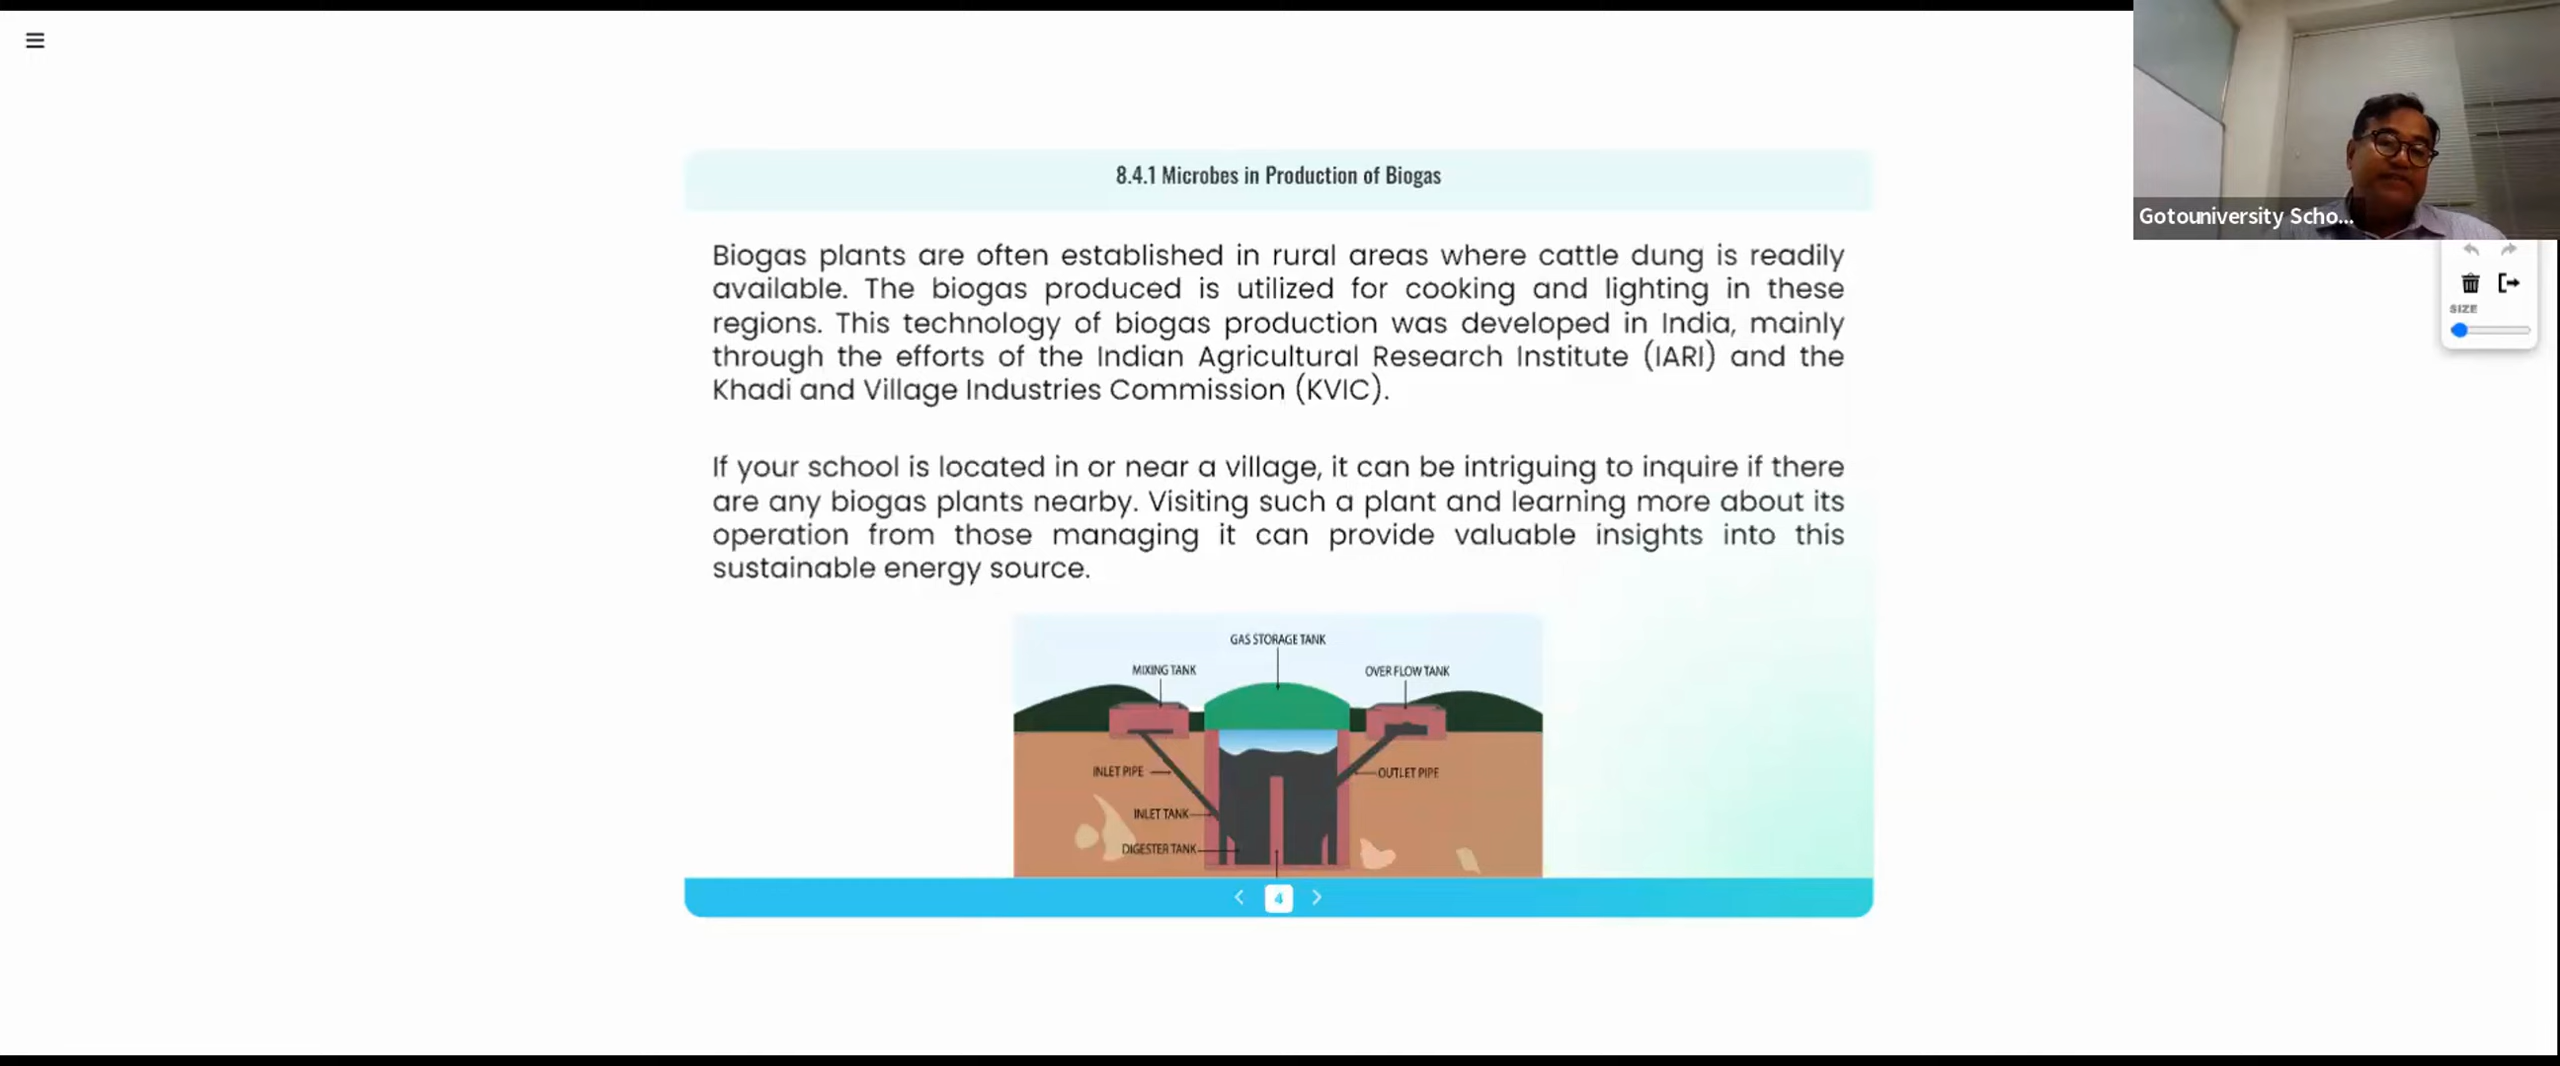 8.4.1 Microbes in Production of Biogas
Gotouniversity Scho...
Biogas plants are often established in rural areas where cattle dung is readily
available. The biogas produced is utilized for cooking and lighting in these
regions. This technology of biogas production was developed in India, mainly
through the efforts of the Indian Agricultural Research Institute (IARI) and the
Khadi and Village Industries Commission (KVIC).
SIZE
If your school is located in or near a village, it can be intriguing to inquire if there
are any biogas plants nearby. Visiting such a plant and learning more about its
operation from those managing it can provide valuable insights into this
sustainable energy source.
GAS STORAGE TANK
MIXING TANK
OVER FLOW TANK
INLET PIPE
OUTLET PIPE
INLET TANK
DIGESTER TANK
4